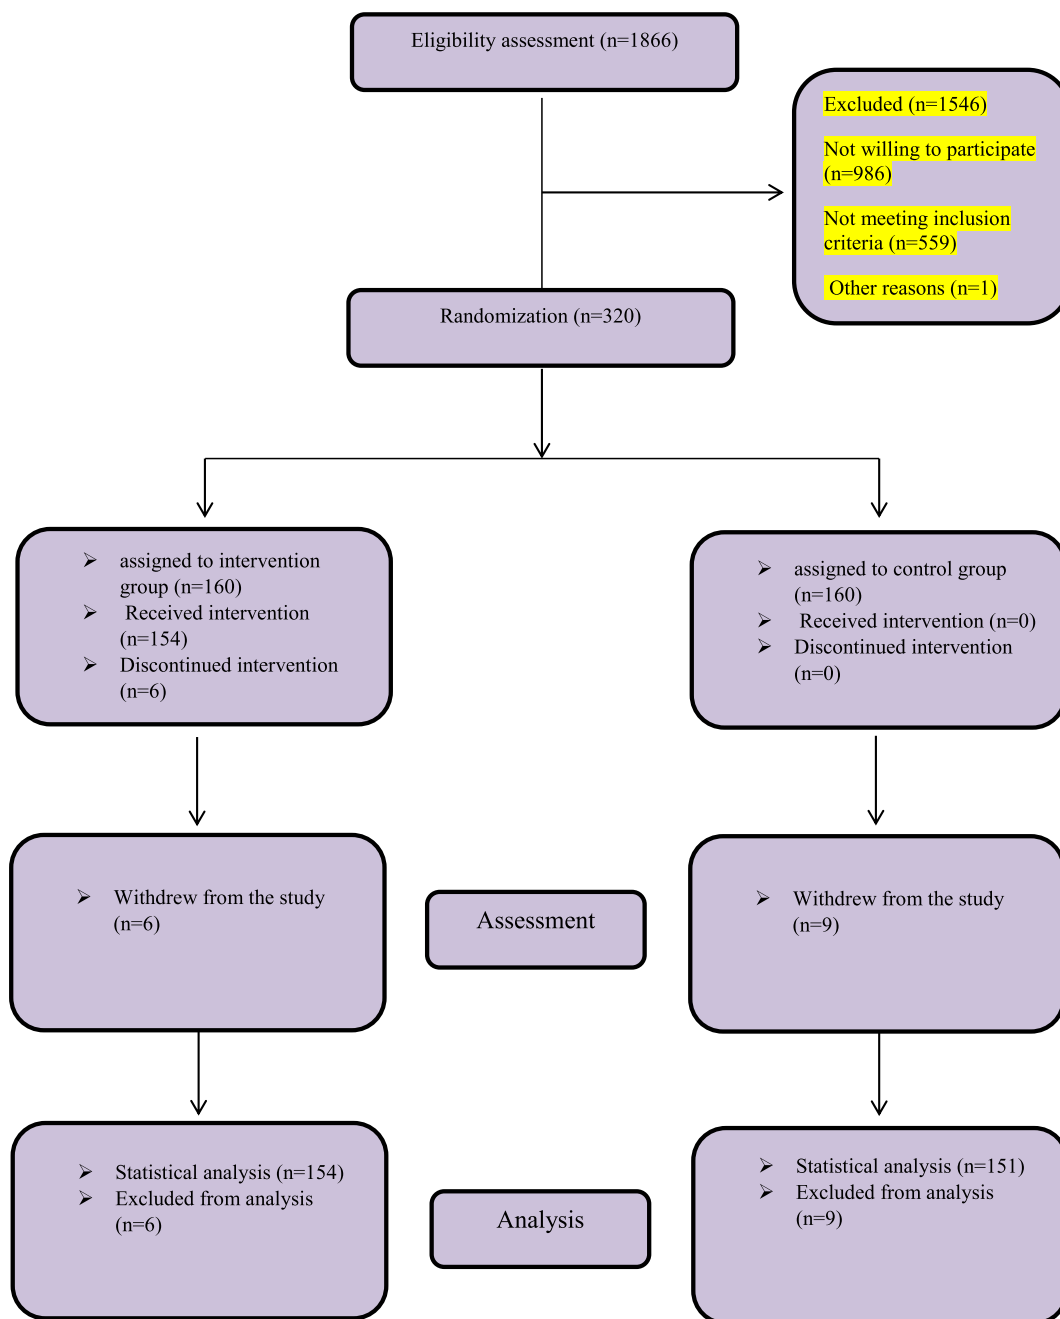 Eligibility assessment (n=1866)
Excluded (n=1546)
Not willing to participate
(n=986)
Not meeting inclusion
criteria (n=559)
Other reasons (n=1)
Randomization (n=320)
➢ assigned to intervention
group (n=160)
➢ Received intervention
(n=154)
➢ Discontinued intervention
(n=6)
➢ assigned to control group
(n=160)
➢ Received intervention (n=0)
➢ Discontinued intervention
(n=0)
➢ Withdrew from the study
(n=6)
Assessment
➢ Withdrew from the study
(n=9)
➢ Statistical analysis (n=154)
➢ Excluded from analysis
(n=6)
Analysis
➢ Statistical analysis (n=151)
➢ Excluded from analysis
(n=9)